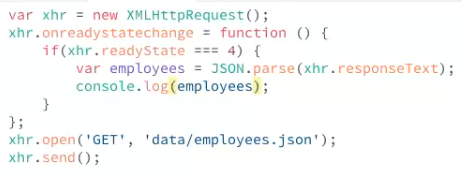 var xhr = new XMLHttpRequest();
xhr.onreadystatechange = function () {
    if(xhr.readyState === 4) {
        var employees = JSON.parse(xhr.responseText);
        console.log(employees);
    }
};
xhr.open('GET', 'data/employees.json');
xhr.send();